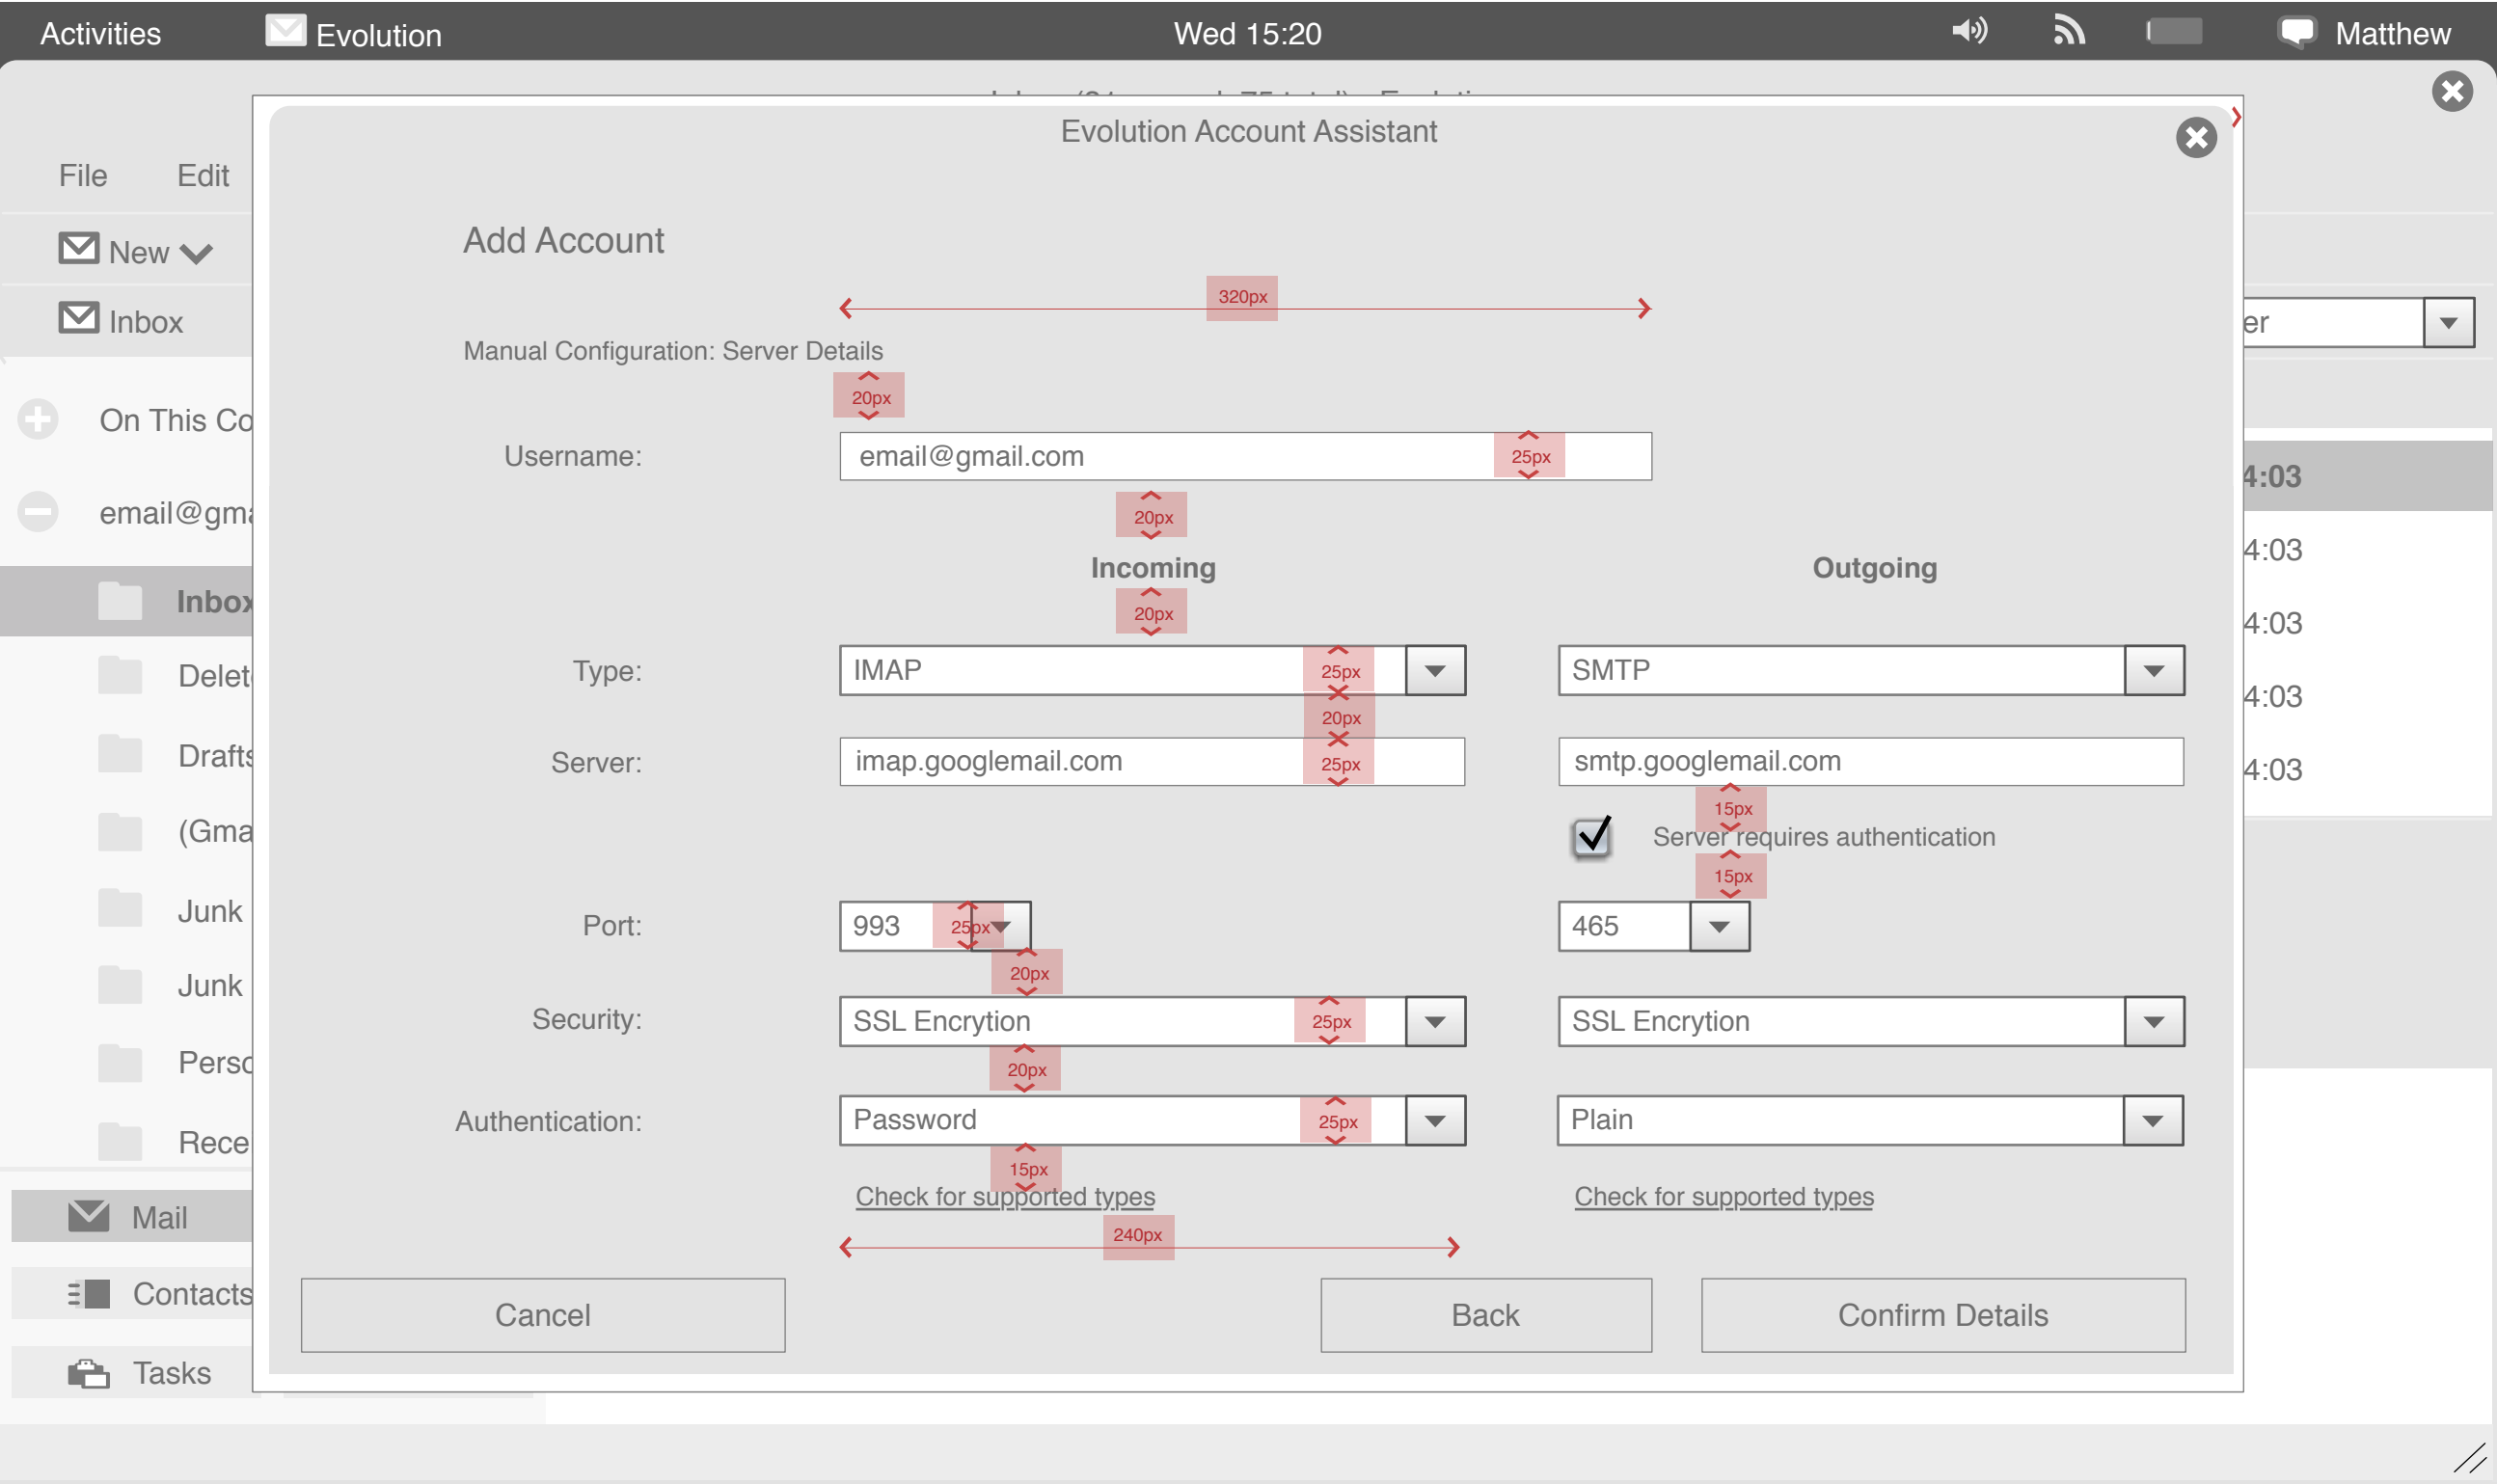 Activities Evolution Wed 15:20 Matthew
Evolution Account Assistant
File Edit
Add Account
New
320px
Inbox er
Manual Configuration: Server Details
20px
On This Co
Username: email@gmail.com 25px
4:03
email@gma
20px
4:03
Incoming Outgoing
Inbox
20px
4:03
Type: IMAP 25px SMTP
Delet
4:03
20px
Drafts
Server: imap.googlemail.com 25px smtp.googlemail.com
4:03
15px
(Gma
Server requires authentication
15px
Junk
Port: 993 25px 465
20px
Junk
Security: SSL Encrytion 25px SSL Encrytion
Perso
20px
Authentication: Password 25px Plain
Rece
15px
Check for supported types Check for supported types
Mail
240px
Contacts
Cancel Back Confirm Details
Tasks